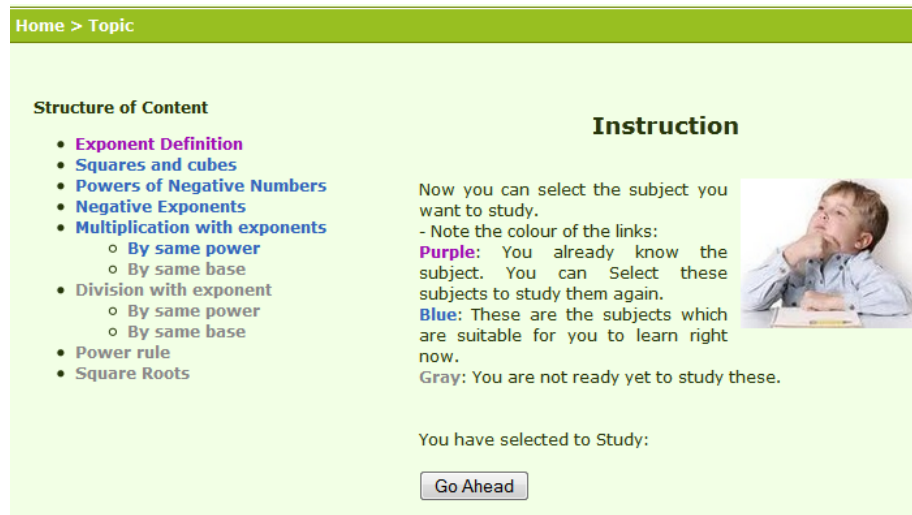 Home > Topic
Structure of Content
Exponent Definition
Squares and cubes
Powers of Negative Numbers
Negative Exponents
Multiplication with exponents
By same power
By same base
Division with exponent
By same power
By same base
Power rule
Square Roots
Instruction
Now you can select the subject you
want to study.
- Note the colour of the links:
Purple: You already know the
subject. You can Select these
subjects to study them again.
Blue: These are the subjects which
are suitable for you to learn right
now.
Gray: You are not ready yet to study these.
You have selected to Study:
Go Ahead